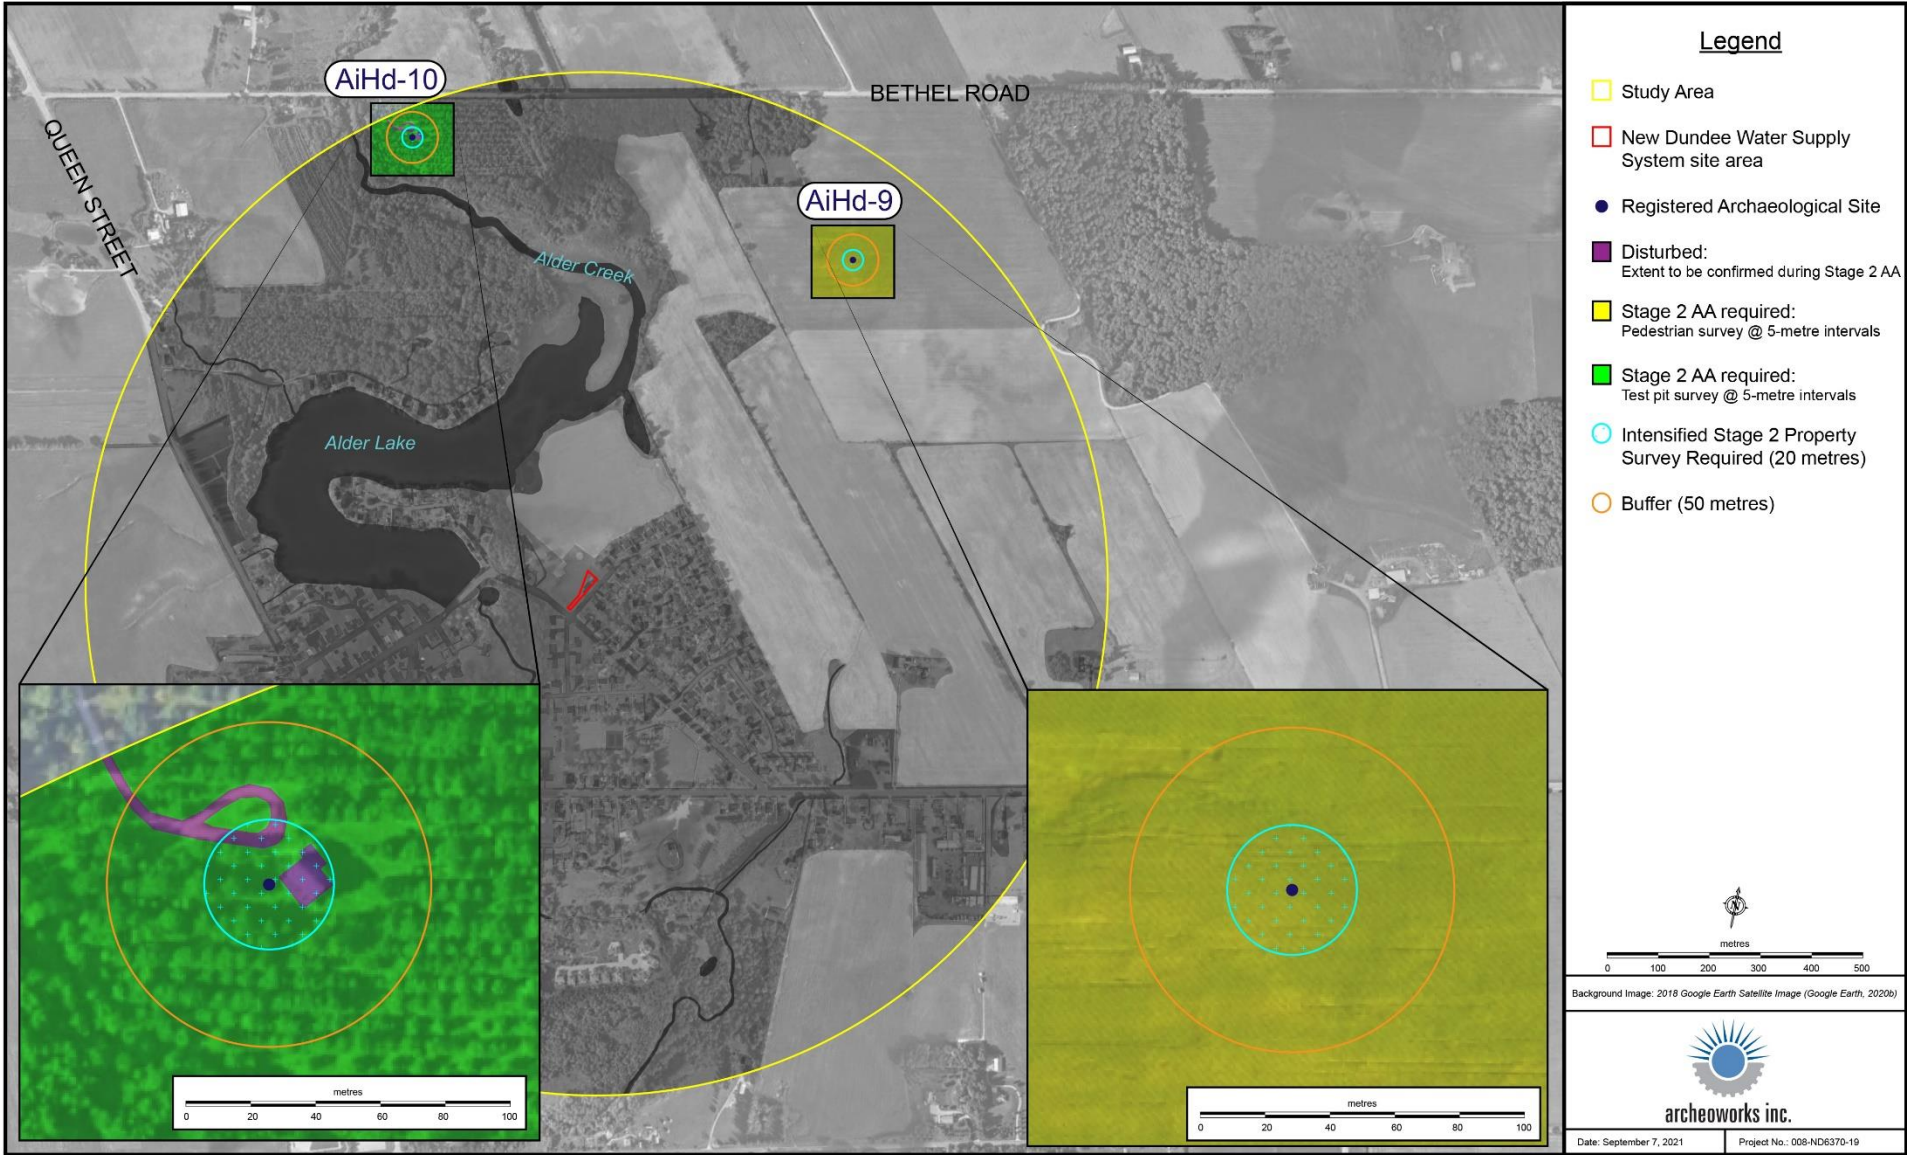 AiHd-10
BETHEL ROAD
QUEEN STREET
AiHd-9
Alder Creek
Alder Lake
metres
0 20 40 60 80 100
metres
0 20 40 60 80 100
Legend
Study Area
New Dundee Water Supply
System site area
Registered Archaeological Site
Disturbed:
Extent to be confirmed during Stage 2 AA
Stage 2 AA required:
Pedestrian survey @ 5-metre intervals
Stage 2 AA required:
Test pit survey @ 5-metre intervals
Intensified Stage 2 Property
Survey Required (20 metres)
Buffer (50 metres)
N
metres
0 100 200 300 400 500
Background Image: 2018 Google Earth Satellite Image (Google Earth, 2020b)
archeoworks inc.
Date: September 7, 2021
Project No.: 008-ND6370-19